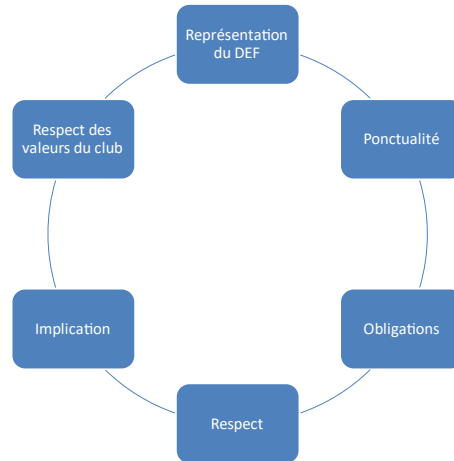 Représentation
du DEF
Ponctualité
Obligations
Respect
Implication
Respect des
valeurs du club